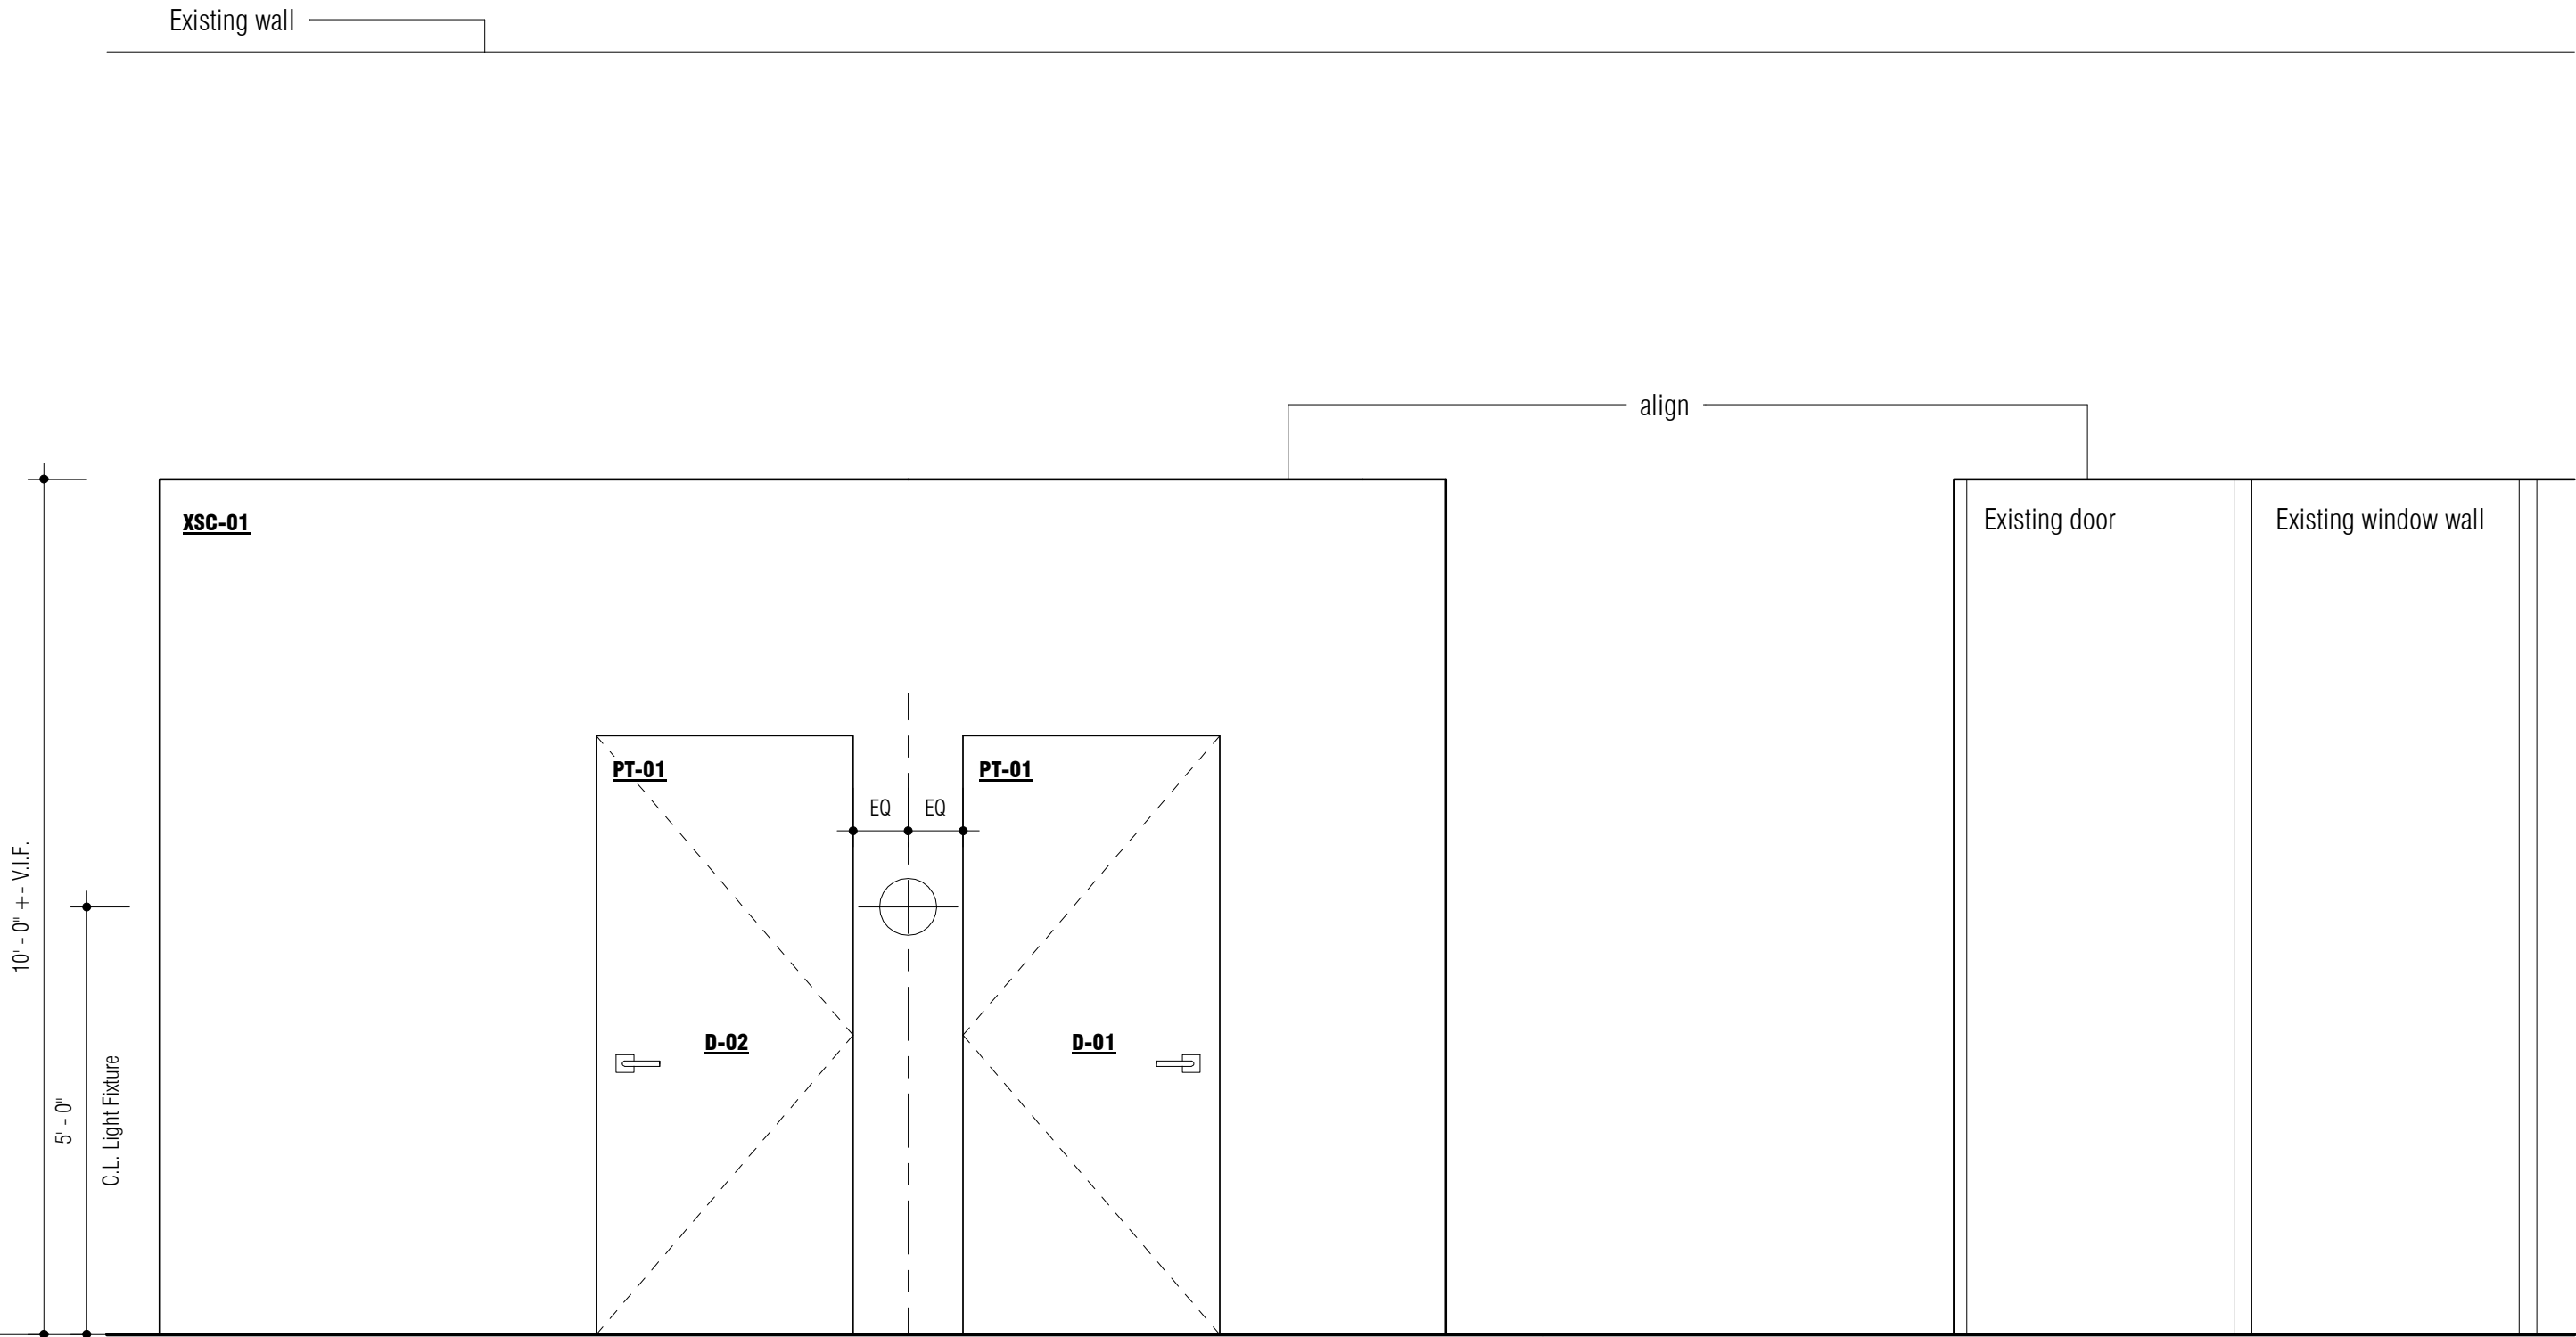 Existing wall
align
XSC-01
Existing door
Existing window wall
PT-01
PT-01
EQ
EQ
10' - 0" +- V.I.F.
5' - 0"
C.L. Light Fixture
D-02
D-01